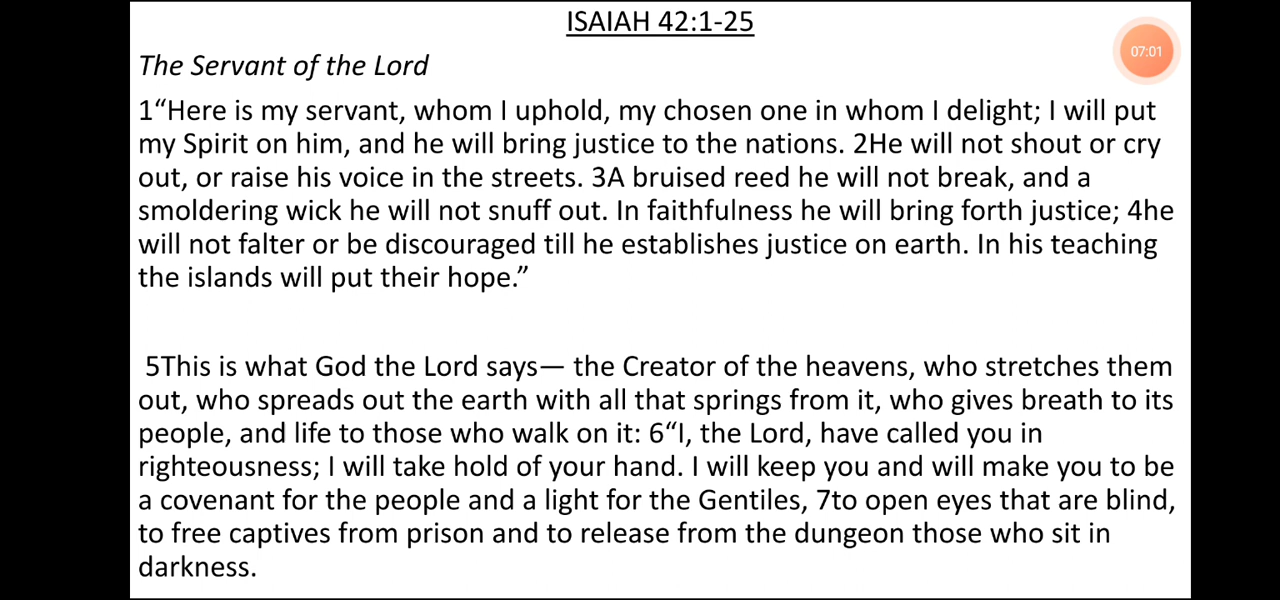 ISAIAH 42:1-25
07:01
The Servant of the Lord
1“Here is my servant, whom I uphold, my chosen one in whom I delight; I will put
my Spirit on him, and he will bring justice to the nations. 2He will not shout or cry
out, or raise his voice in the streets. 3A bruised reed he will not break, and a
smoldering wick he will not snuff out. In faithfulness he will bring forth justice; 4he
will not falter or be discouraged till he establishes justice on earth. In his teaching
the islands will put their hope.”
5This is what God the Lord says— the Creator of the heavens, who stretches them
out, who spreads out the earth with all that springs from it, who gives breath to its
people, and life to those who walk on it: 6“I, the Lord, have called you in
righteousness; I will take hold of your hand. I will keep you and will make you to be
a covenant for the people and a light for the Gentiles, 7to open eyes that are blind,
to free captives from prison and to release from the dungeon those who sit in
darkness.